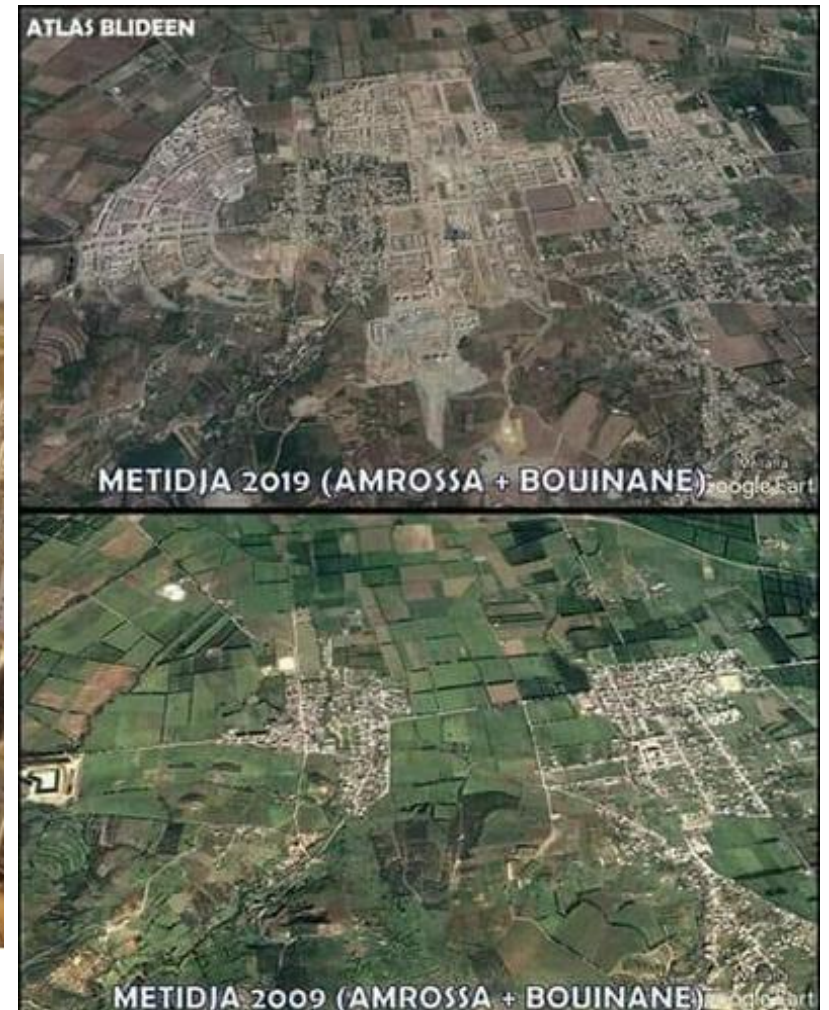 ATLAS BLIDEEN
METIDJA 2019 (AMROSSA + BOUINANE)
METIDJA 2009 (AMROSSA + BOUINANE)